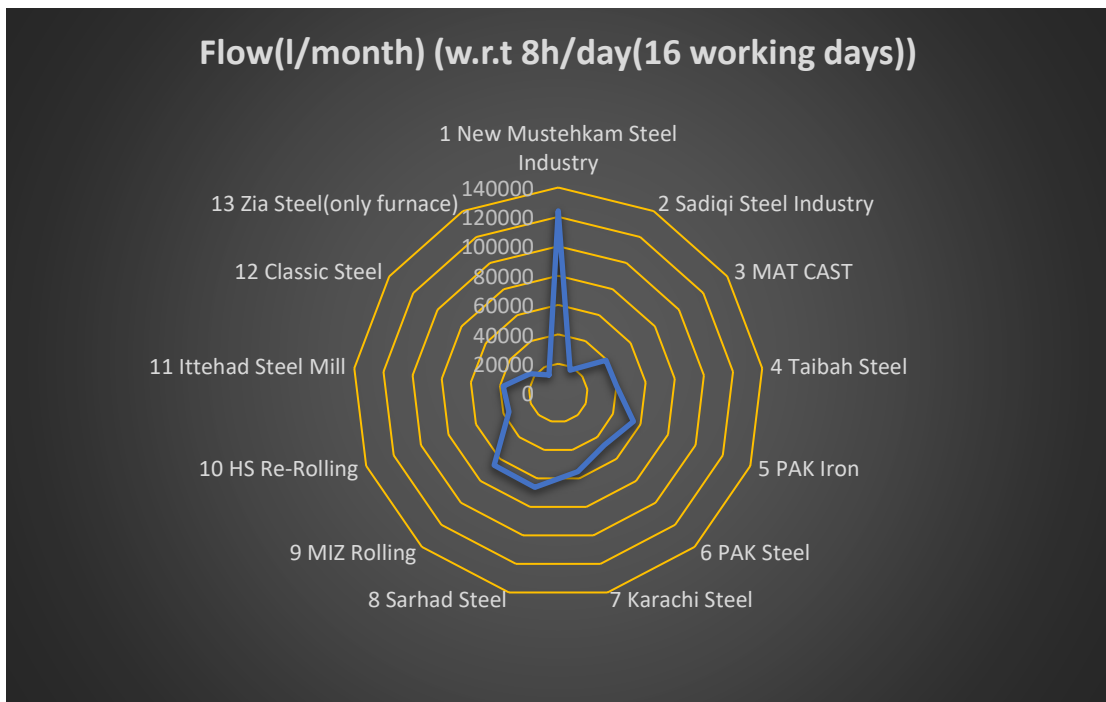 Flow(l/month) (w.r.t 8h/day(16 working days))
1 New Mustehkam Steel
Industry
140000
120000
100000
80000
60000
40000
20000
0
2 Sadiqi Steel Industry
3 MAT CAST
4 Taibah Steel
5 PAK Iron
6 PAK Steel
7 Karachi Steel
8 Sarhad Steel
9 MIZ Rolling
10 HS Re-Rolling
11 Ittehad Steel Mill
12 Classic Steel
13 Zia Steel(only furnace)